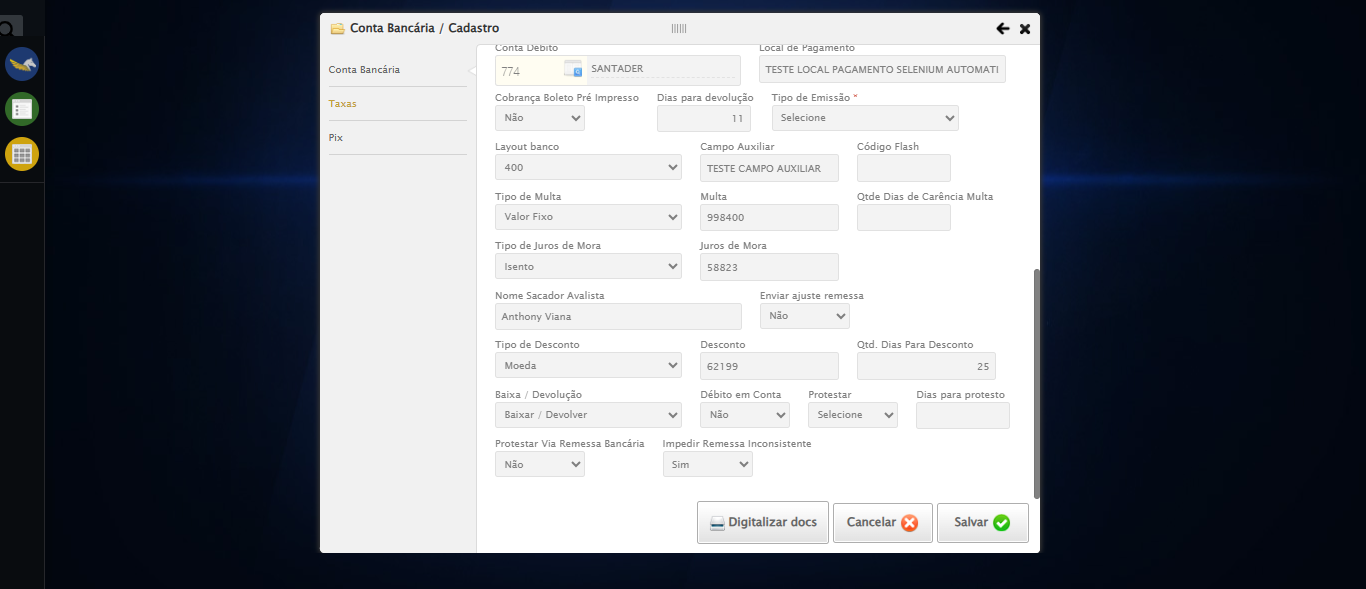 Conta Bancária / Cadastro
Conta Bancária
Taxas
Pix
Conta Débito
Local de Pagamento
774
SANTADER
TESTE LOCAL PAGAMENTO SELENIUM AUTOMATI
Cobrança Boleto Pré Impresso
Dias para devolução
Tipo de Emissão *
Não
11
Selecione
Layout banco
Campo Auxiliar
Código Flash
400
TESTE CAMPO AUXILIAR
Tipo de Multa
Multa
Qtde Dias de Carência Multa
Valor Fixo
998400
Tipo de Juros de Mora
Juros de Mora
Isento
58823
Nome Sacador Avalista
Enviar ajuste remessa
Anthony Viana
Não
Tipo de Desconto
Desconto
Qtd. Dias Para Desconto
Moeda
62199
25
Baixa / Devolução
Débito em Conta
Protestar
Dias para protesto
Baixar / Devolver
Não
Selecione
Protestar Via Remessa Bancária
Impedir Remessa Inconsistente
Não
Sim
Digitalizar docs
Cancelar
Salvar